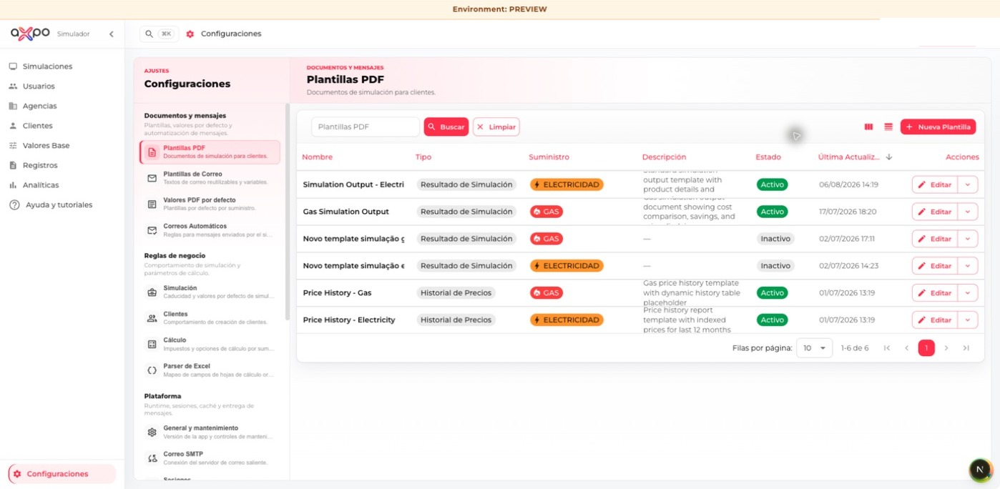 Environment: PREVIEW
axpo Simulador
⌘K
Configuraciones
Simulaciones
Usuarios
Agencias
Clientes
Valores Base
Registros
Analíticas
Ayuda y tutoriales
Configuraciones
AJUSTES
Configuraciones
Documentos y mensajes
Plantillas, valores por defecto y
automatización de mensajes.
Plantillas PDF
Documentos de simulación para clientes.
Plantillas de Correo
Textos de correo reutilizables y variables.
Valores PDF por defecto
Plantillas por defecto por suministro.
Correos Automáticos
Reglas para mensajes enviados por el si...
Reglas de negocio
Comportamiento de simulación y
parámetros de cálculo.
Simulación
Caducidad y valores por defecto de simul...
Clientes
Comportamiento de creación de clientes.
Cálculo
Impuestos y opciones de cálculo por sum...
Parser de Excel
Mapeo de campos de hojas de cálculo or...
Plataforma
Runtime, sesiones, caché y entrega de
mensajes.
General y mantenimiento
Versión de la app y controles de manteni...
Correo SMTP
Conexión del servidor de correo saliente.
Sesiones
DOCUMENTOS Y MENSAJES
Plantillas PDF
Documentos de simulación para clientes.
Plantillas PDF Buscar Limpiar Nueva Plantilla
Nombre Tipo Suministro Descripción Estado Última Actualiz... Acciones
Simulation Output - Electri Resultado de Simulación ELECTRICIDAD Standard simulation
output template with
product details and
Activo 06/08/2026 14:19 Editar
Gas Simulation Output Resultado de Simulación GAS Gas simulation output
document showing cost
comparison, savings, and
Activo 17/07/2026 18:20 Editar
Novo template simulação g Resultado de Simulación GAS — Inactivo 02/07/2026 17:11 Editar
Novo template simulação e Resultado de Simulación ELECTRICIDAD — Inactivo 02/07/2026 14:23 Editar
Price History - Gas Historial de Precios GAS Gas price history template
with dynamic history table
placeholder
Activo 01/07/2026 13:19 Editar
Price History - Electricity Historial de Precios ELECTRICIDAD Price history report
template with indexed
prices for last 12 months
Activo 01/07/2026 13:19 Editar
Filas por página: 10 1-6 de 6 1
N